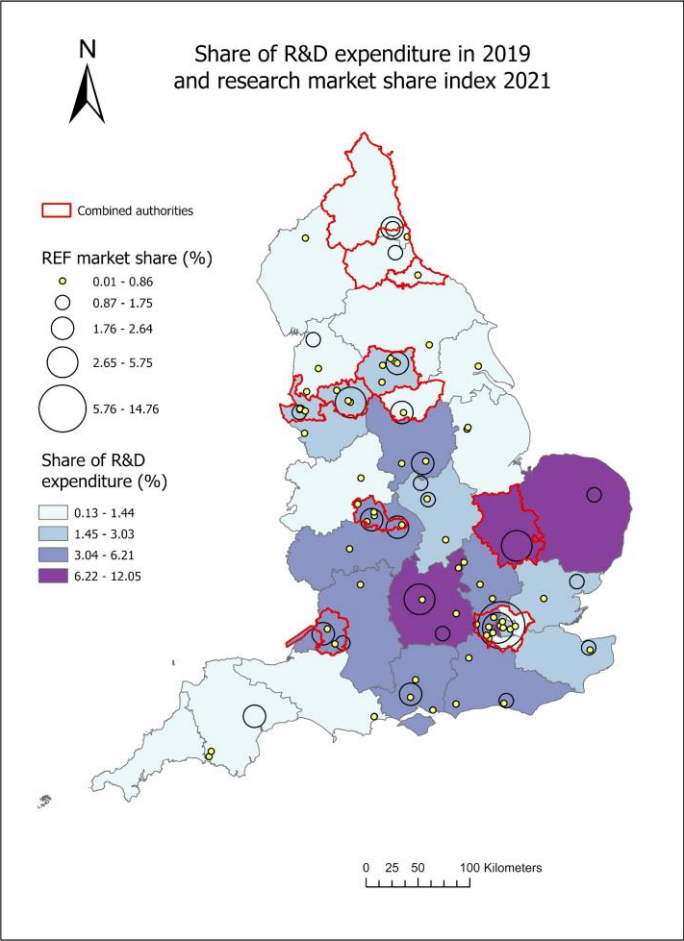 N
Share of R&D expenditure in 2019
and research market share index 2021
Combined authorities
REF market share (%)
0.01 - 0.86
0.87 - 1.75
1.76 - 2.64
2.65 - 5.75
5.76 - 14.76
Share of R&D
expenditure (%)
0.13 - 1.44
1.45 - 3.03
3.04 - 6.21
6.22 - 12.05
0 25 50 100 Kilometers